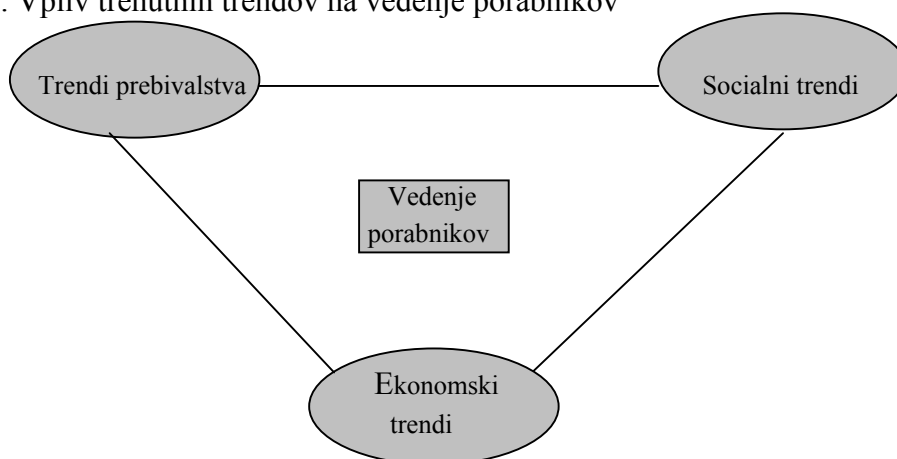 . Vpliv trenutnih trendov na vedenje porabnikov
Trendi prebivalstva
Socialni trendi
Vedenje
porabnikov
Ekonomski
trendi